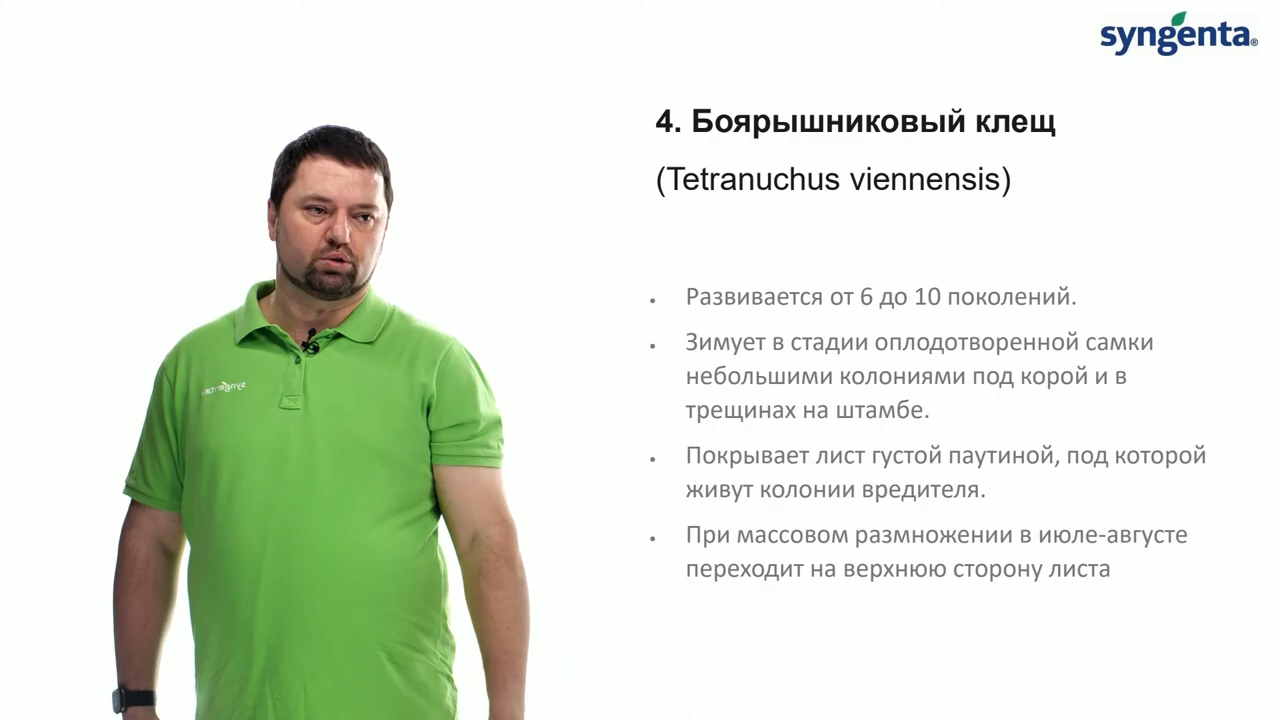 syngenta®
4. Боярышниковый клещ
(Tetranuchus viennensis)
• Развивается от 6 до 10 поколений.
• Зимует в стадии оплодотворенной самки
небольшими колониями под корой и в
трещинах на штамбе.
• Покрывает лист густой паутиной, под которой
живут колонии вредителя.
• При массовом размножении в июле-августе
переходит на верхнюю сторону листа
syngenta